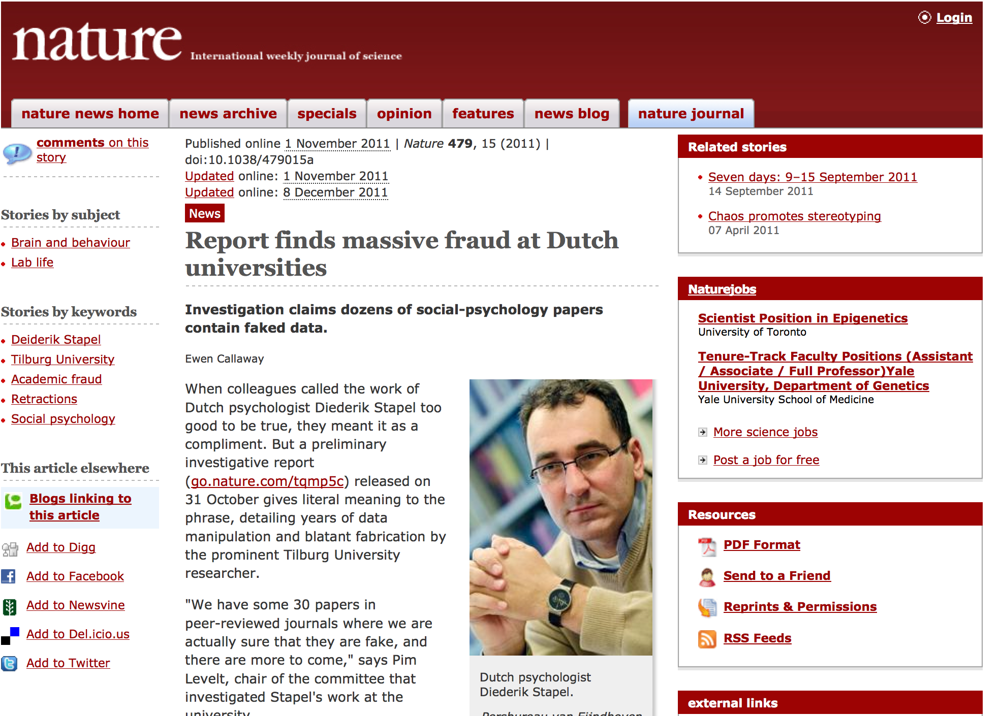 Login
nature International weekly journal of science
nature news home
news archive
specials
opinion
features
news blog
nature journal
comments on this
story
Stories by subject
Brain and behaviour
Lab life
Stories by keywords
Deiderik Stapel
Tilburg University
Academic fraud
Retractions
Social psychology
This article elsewhere
Blogs linking to
this article
Add to Digg
Add to Facebook
Add to Newsvine
Add to Del.icio.us
Add to Twitter
Published online 1 November 2011 | Nature 479, 15 (2011) |
doi:10.1038/479015a
Updated online: 1 November 2011
Updated online: 8 December 2011
News
Report finds massive fraud at Dutch
universities
Investigation claims dozens of social-psychology papers
contain faked data.
Ewen Callaway
When colleagues called the work of
Dutch psychologist Diederik Stapel too
good to be true, they meant it as a
compliment. But a preliminary
investigative report
(go.nature.com/tqmp5c) released on
31 October gives literal meaning to the
phrase, detailing years of data
manipulation and blatant fabrication by
the prominent Tilburg University
researcher.
"We have some 30 papers in
peer-reviewed journals where we are
actually sure that they are fake, and
there are more to come," says Pim
Levelt, chair of the committee that
investigated Stapel's work at the
university.
Dutch psychologist
Diederik Stapel.
Persbureau van Eijndhoven
Related stories
Seven days: 9–15 September 2011
14 September 2011
Chaos promotes stereotyping
07 April 2011
Naturejobs
Scientist Position in Epigenetics
University of Toronto
Tenure-Track Faculty Positions (Assistant
/ Associate / Full Professor)Yale
University, Department of Genetics
Yale University School of Medicine
More science jobs
Post a job for free
Resources
PDF Format
Send to a Friend
Reprints & Permissions
RSS Feeds
external links